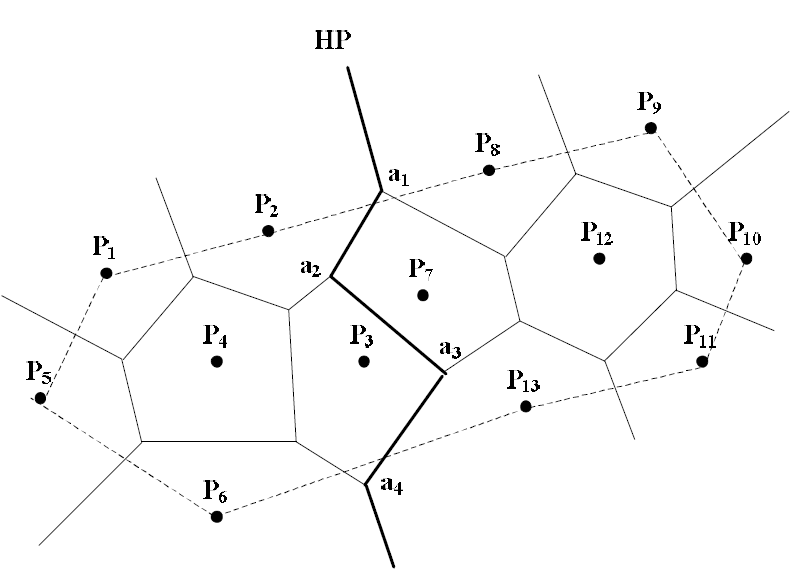 HP
P₉
P₈
a₁
P₂
P₁
P₁₂
P₁₀
a₂
P₇
P₄
P₃
a₃
P₁₁
P₅
P₁₃
P₆
a₄